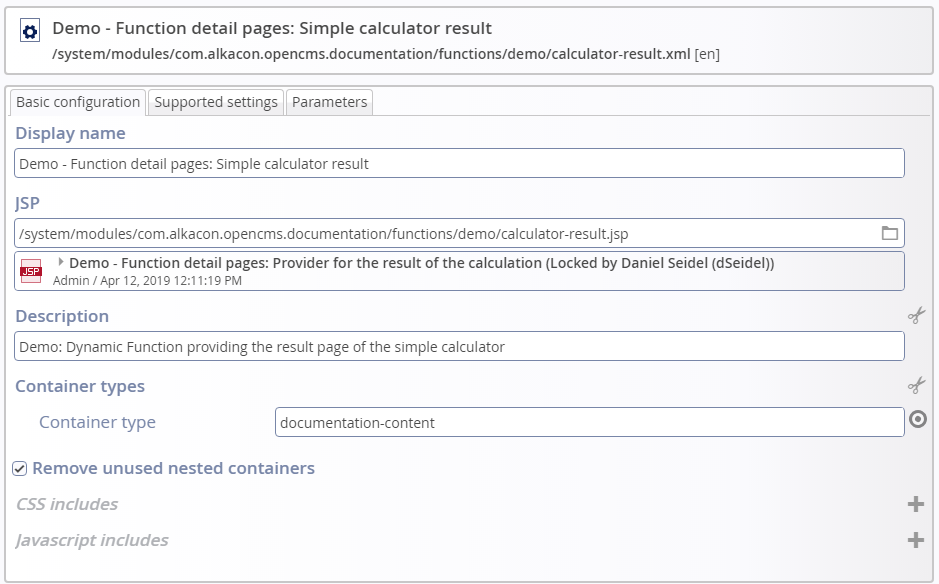 Demo - Function detail pages: Simple calculator result
/system/modules/com.alkacon.opencms.documentation/functions/demo/calculator-result.xml [en]
Basic configuration Supported settings Parameters
Display name
Demo - Function detail pages: Simple calculator result
JSP
/system/modules/com.alkacon.opencms.documentation/functions/demo/calculator-result.jsp
JSP Demo - Function detail pages: Provider for the result of the calculation (Locked by Daniel Seidel (dSeidel))
Admin / Apr 12, 2019 12:11:19 PM
Description
Demo: Dynamic Function providing the result page of the simple calculator
Container types
Container type documentation-content
Remove unused nested containers
CSS includes
Javascript includes